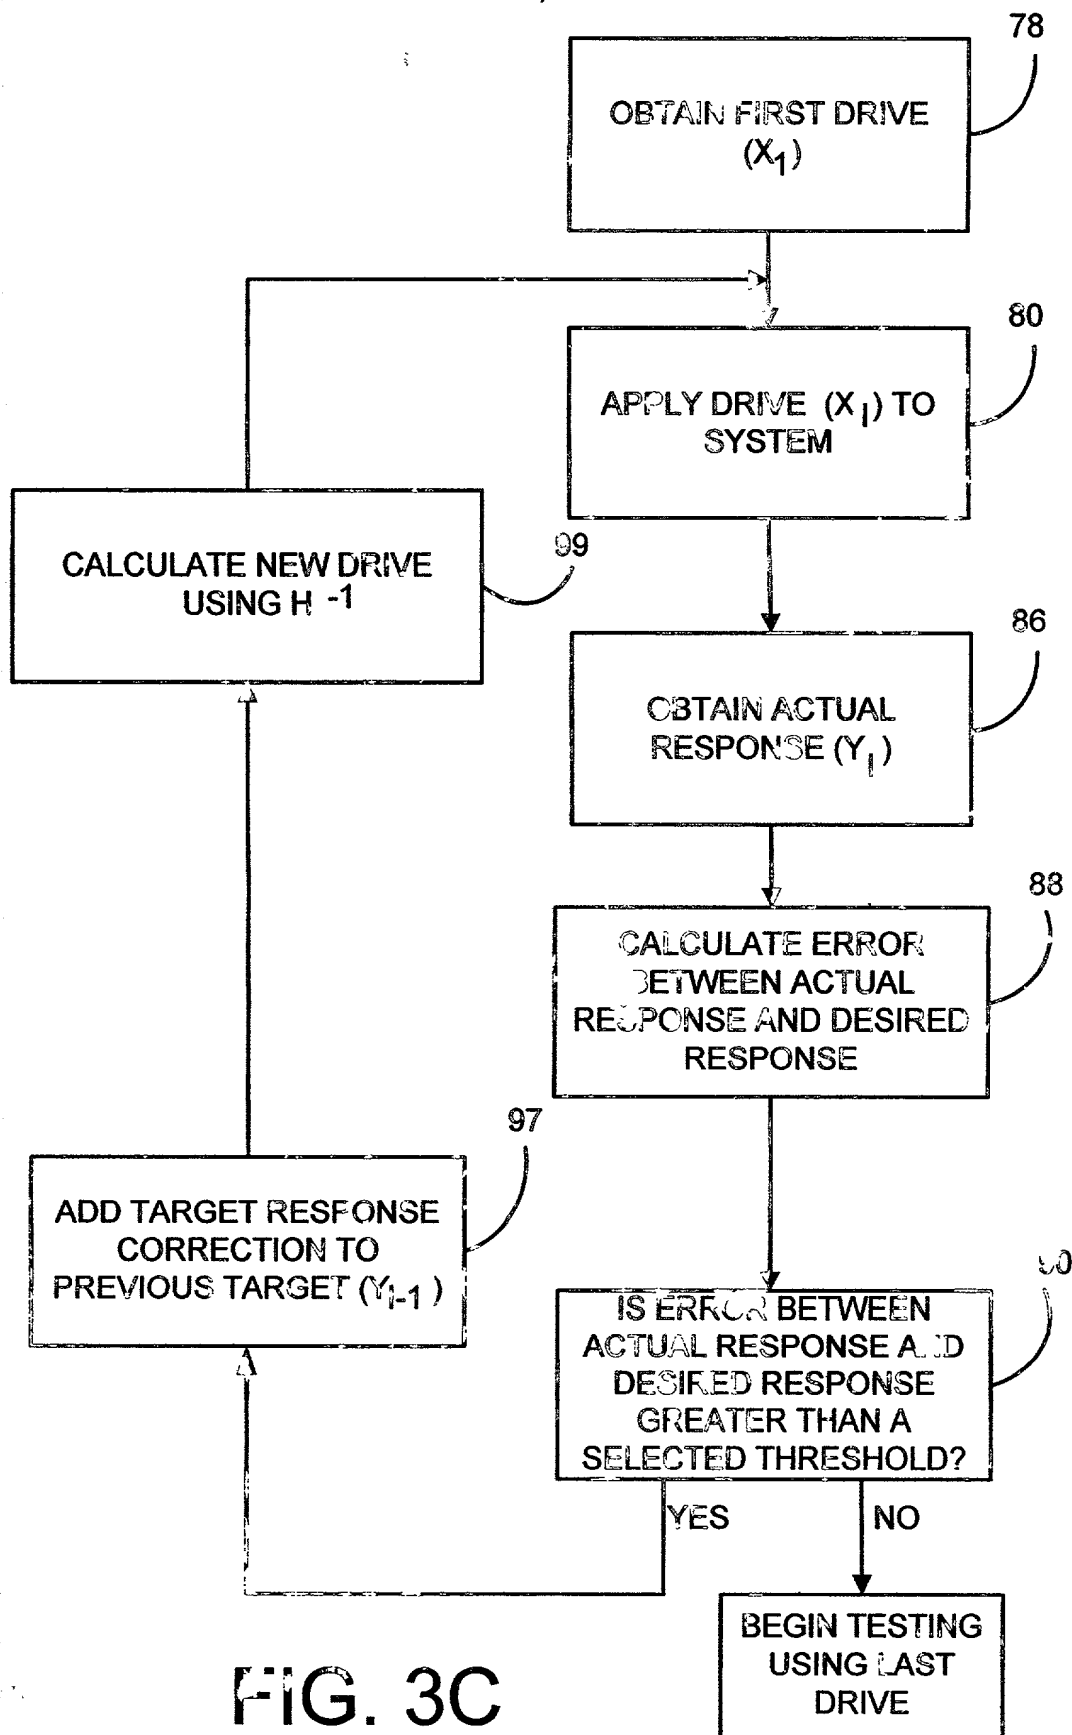 78
OBTAIN FIRST DRIVE
(X1)
80
APPLY DRIVE (XI) TO
SYSTEM
CALCULATE NEW DRIVE
USING H -1
99
86
OBTAIN ACTUAL
RESPONSE (YI)
88
CALCULATE ERROR
BETWEEN ACTUAL
RESPONSE AND DESIRED
RESPONSE
97
ADD TARGET RESPONSE
CORRECTION TO
PREVIOUS TARGET (YI-1)
90
IS ERROR BETWEEN
ACTUAL RESPONSE AND
DESIRED RESPONSE
GREATER THAN A
SELECTED THRESHOLD?
YES
NO
BEGIN TESTING
USING LAST
DRIVE
FIG. 3C